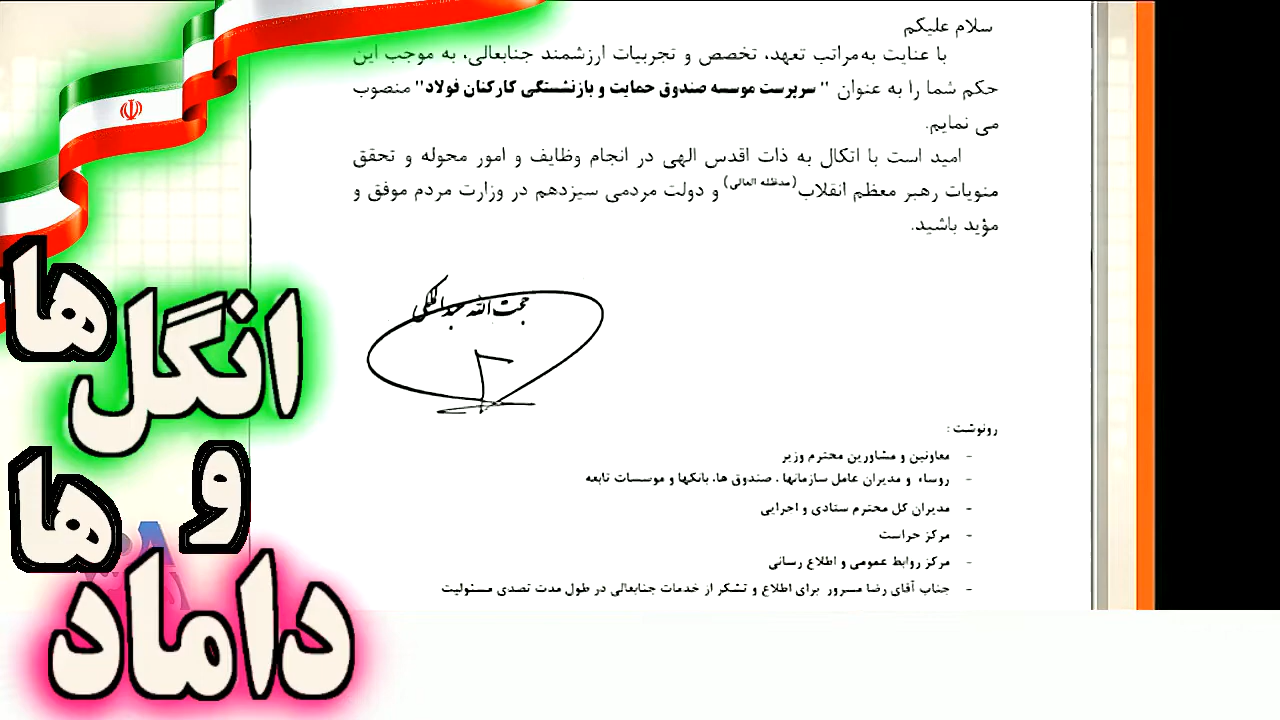 سلام علیکم
با عنایت به مراتب تعهد، تخصص و تجربیات ارزشمند جنابعالی، به موجب این
حکم شما را به عنوان " سرپرست موسسه صندوق حمایت و بازنشستگی کارکنان فولاد" منصوب
می نمایم.
امید است با اتکال به ذات اقدس الهی در انجام وظایف و امور محوله و تحقق
منویات رهبر معظم انقلاب(مدظله العالی) و دولت مردمی سیزدهم در وزارت مردم موفق و
مؤید باشید.
حجت الله عبدالملکی
رونوشت :
- معاونین و مشاورین محترم وزیر
- روساء و مدیران عامل سازمانها ، صندوق ها، بانکها و موسسات تابعه
- مدیران کل محترم ستادی و اجرایی
- مرکز حراست
- مرکز روابط عمومی و اطلاع رسانی
- جناب آقای رضا مسرور برای اطلاع و تشکر از خدمات جنابعالی در طول مدت تصدی مسئولیت
انگل ها
و
داماد ها